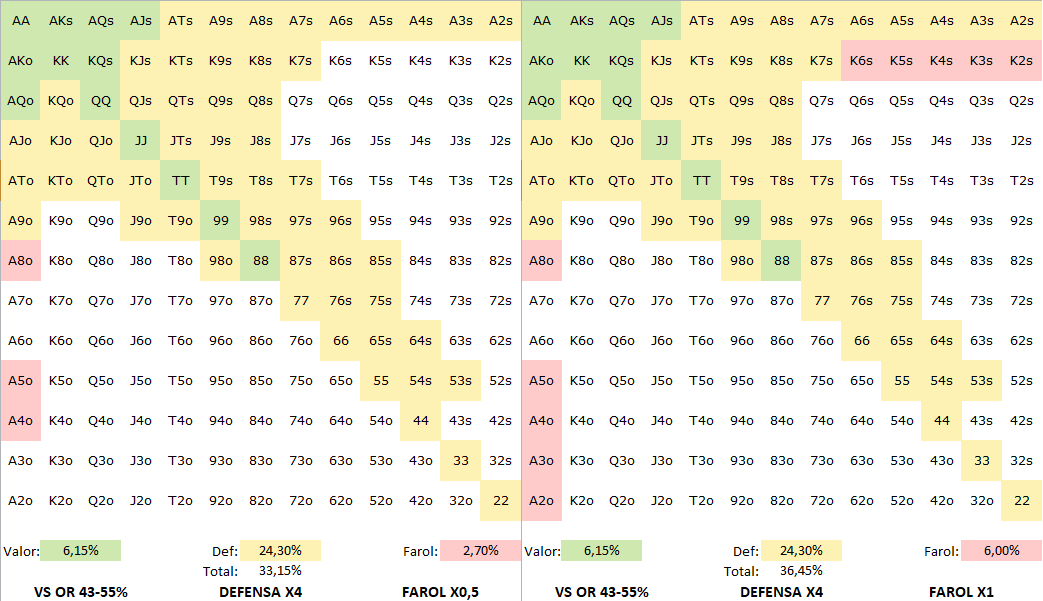 AA AKs AQs AJs ATs A9s A8s A7s A6s A5s A4s A3s A2s AA AKs AQs AJs ATs A9s A8s A7s A6s A5s A4s A3s A2s
AKo KK KQs KJs KTs K9s K8s K7s K6s K5s K4s K3s K2s AKo KK KQs KJs KTs K9s K8s K7s K6s K5s K4s K3s K2s
AQo KQo QQ QJs QTs Q9s Q8s Q7s Q6s Q5s Q4s Q3s Q2s AQo KQo QQ QJs QTs Q9s Q8s Q7s Q6s Q5s Q4s Q3s Q2s
AJo KJo QJo JJ JTs J9s J8s J7s J6s J5s J4s J3s J2s AJo KJo QJo JJ JTs J9s J8s J7s J6s J5s J4s J3s J2s
ATo KTo QTo JTo TT T9s T8s T7s T6s T5s T4s T3s T2s ATo KTo QTo JTo TT T9s T8s T7s T6s T5s T4s T3s T2s
A9o K9o Q9o J9o T9o 99 98s 97s 96s 95s 94s 93s 92s A9o K9o Q9o J9o T9o 99 98s 97s 96s 95s 94s 93s 92s
A8o K8o Q8o J8o T8o 98o 88 87s 86s 85s 84s 83s 82s A8o K8o Q8o J8o T8o 98o 88 87s 86s 85s 84s 83s 82s
A7o K7o Q7o J7o T7o 97o 87o 77 76s 75s 74s 73s 72s A7o K7o Q7o J7o T7o 97o 87o 77 76s 75s 74s 73s 72s
A6o K6o Q6o J6o T6o 96o 86o 76o 66 65s 64s 63s 62s A6o K6o Q6o J6o T6o 96o 86o 76o 66 65s 64s 63s 62s
A5o K5o Q5o J5o T5o 95o 85o 75o 65o 55 54s 53s 52s A5o K5o Q5o J5o T5o 95o 85o 75o 65o 55 54s 53s 52s
A4o K4o Q4o J4o T4o 94o 84o 74o 64o 54o 44 43s 42s A4o K4o Q4o J4o T4o 94o 84o 74o 64o 54o 44 43s 42s
A3o K3o Q3o J3o T3o 93o 83o 73o 63o 53o 43o 33 32s A3o K3o Q3o J3o T3o 93o 83o 73o 63o 53o 43o 33 32s
A2o K2o Q2o J2o T2o 92o 82o 72o 62o 52o 42o 32o 22 A2o K2o Q2o J2o T2o 92o 82o 72o 62o 52o 42o 32o 22
Valor: 6,15% Def: 24,30% Farol: 2,70% Valor: 6,15% Def: 24,30% Farol: 6,00%
Total: 33,15% Total: 36,45%
VS OR 43-55% DEFENSA X4 FAROL X0,5 VS OR 43-55% DEFENSA X4 FAROL X1